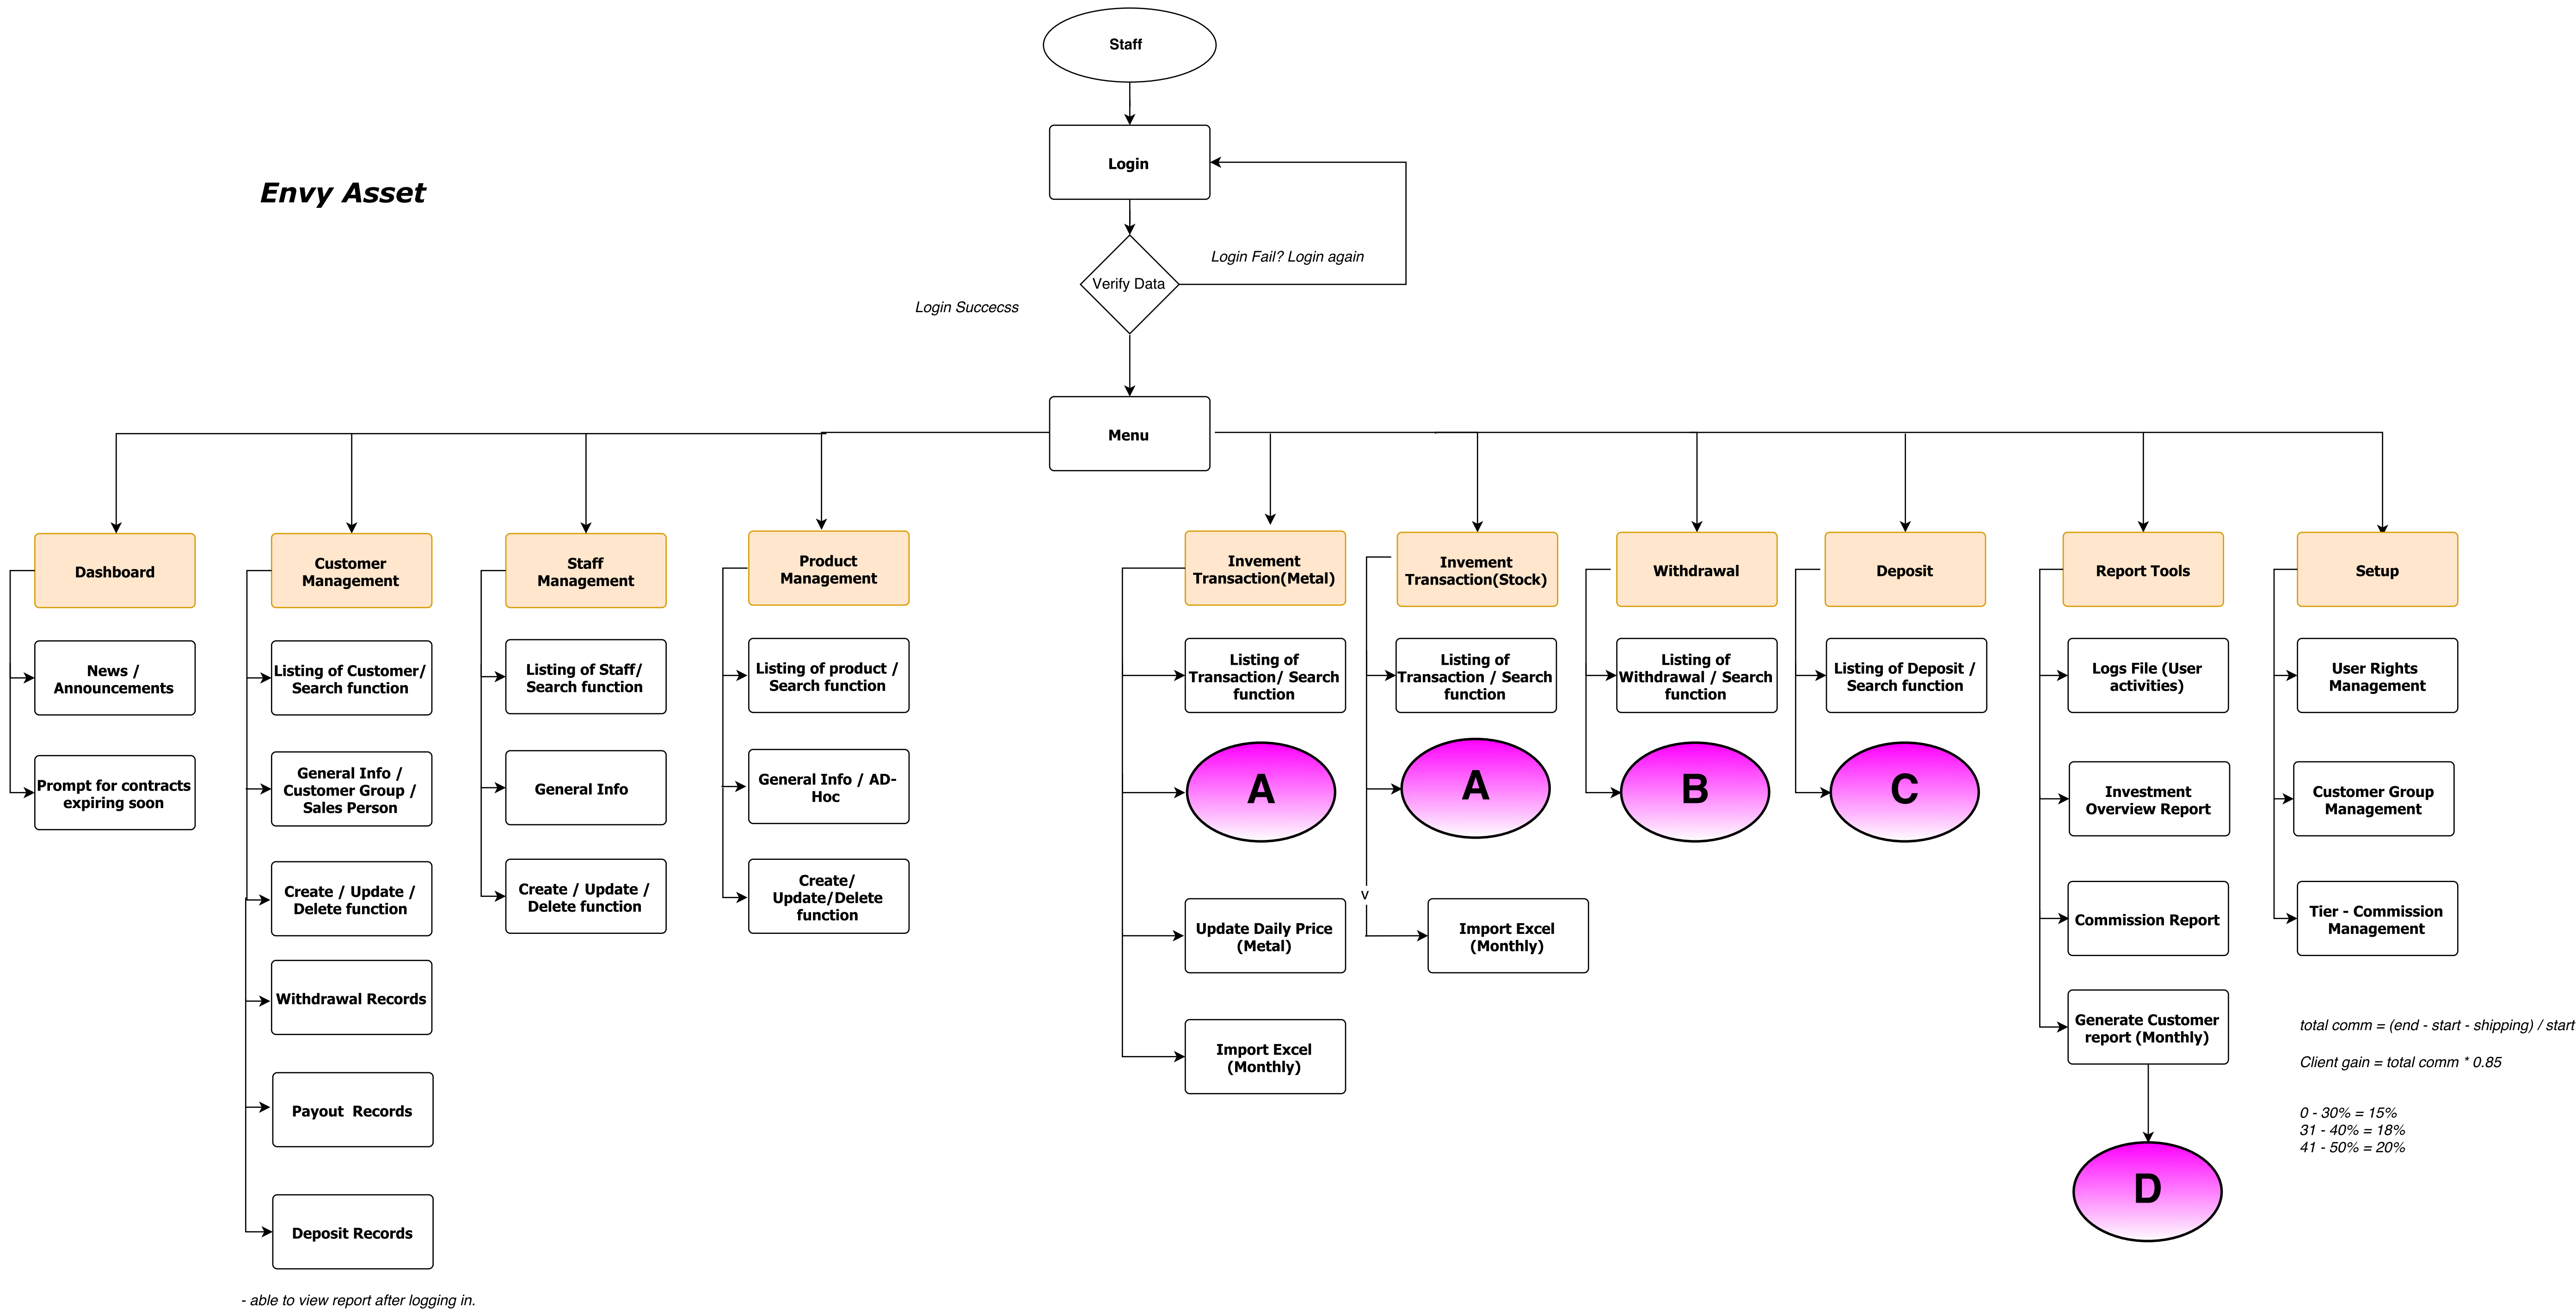 Staff
Login
Envy Asset
Login Fail? Login again
Verify Data
Login Succecss
Menu
Dashboard
News /
Announcements
Prompt for contracts
expiring soon
Customer
Management
Listing of Customer/
Search function
General Info /
Customer Group /
Sales Person
Create / Update /
Delete function
Withdrawal Records
Payout  Records
Deposit Records
- able to view report after logging in.
Staff
Management
Listing of Staff/
Search function
General Info
Create / Update /
Delete function
Product
Management
Listing of product /
Search function
General Info / AD-
Hoc
Create/
Update/Delete
function
Invement
Transaction(Metal)
Listing of
Transaction/ Search
function
A
Update Daily Price
(Metal)
Import Excel
(Monthly)
Invement
Transaction(Stock)
Listing of
Transaction / Search
function
A
v
Import Excel
(Monthly)
Withdrawal
Listing of
Withdrawal / Search
function
B
Deposit
Listing of Deposit /
Search function
C
Report Tools
Logs File (User
activities)
Investment
Overview Report
Commission Report
Generate Customer
report (Monthly)
D
Setup
User Rights
Management
Customer Group
Management
Tier - Commission
Management
total comm = (end - start - shipping) / start
Client gain = total comm * 0.85
0 - 30% = 15%
31 - 40% = 18%
41 - 50% = 20%